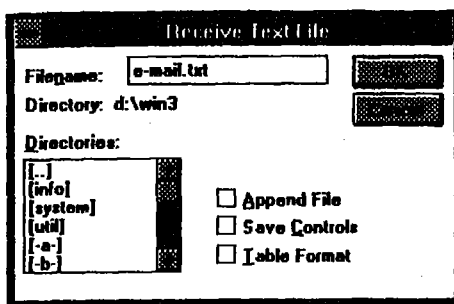 Receive Text File
Filename: e-mail.txt
Directory: d:\win3
Directories:
[..]
[info]
[system]
[util]
[-a-]
[-b-]
Append File
Save Controls
Table Format